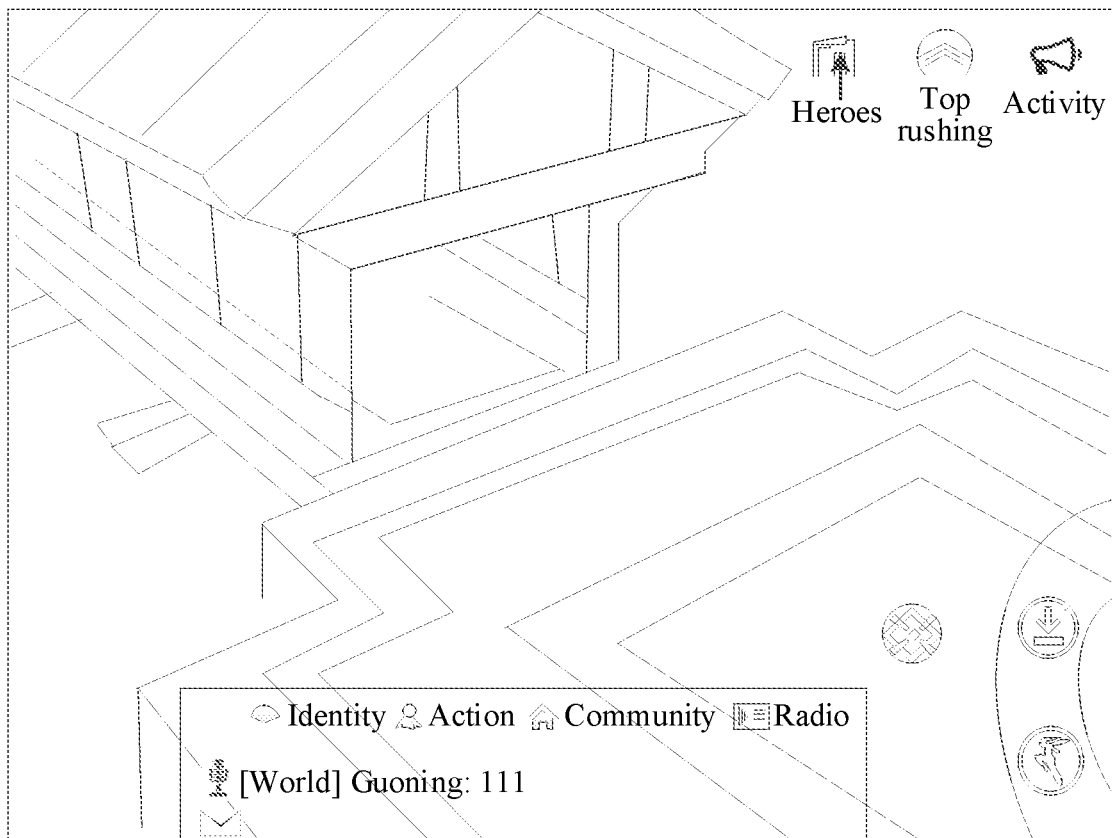 Heroes
Top
rushing
Activity
Identity Action Community Radio
[World] Guoning: 111